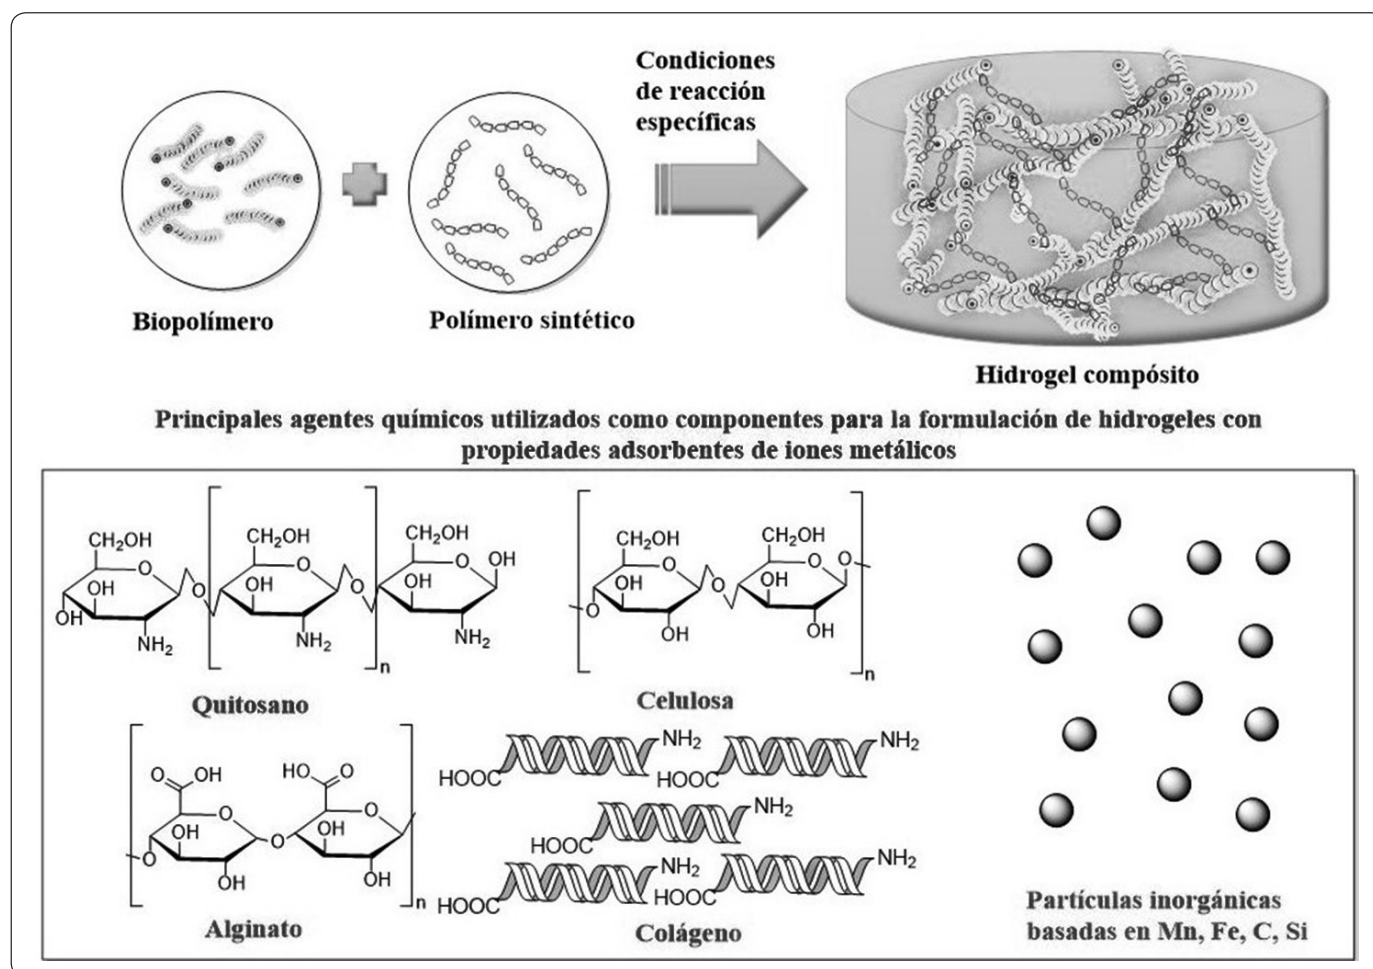 Condiciones
de reacción
específicas
Biopolímero
Polímero sintético
Hidrogel compósito
Principales agentes químicos utilizados como componentes para la formulación de hidrogeles con
propiedades adsorbentes de iones metálicos
CH₂OH
O
OH
OH
NH₂
O
CH₂OH
O
OH
NH₂
n
O
CH₂OH
O
OH
OH
NH₂
Quitosano
CH₂OH
O
OH
OH
O
O
CH₂OH
O
OH
OH
O
n
Celulosa
O
OH
O
OH
OH
O
O
HO
O
O
OH
OH
n
Alginato
NH₂
HOOC
NH₂
HOOC
NH₂
HOOC
NH₂
HOOC
NH₂
HOOC
Colágeno
Partículas inorgánicas
basadas en Mn, Fe, C, Si